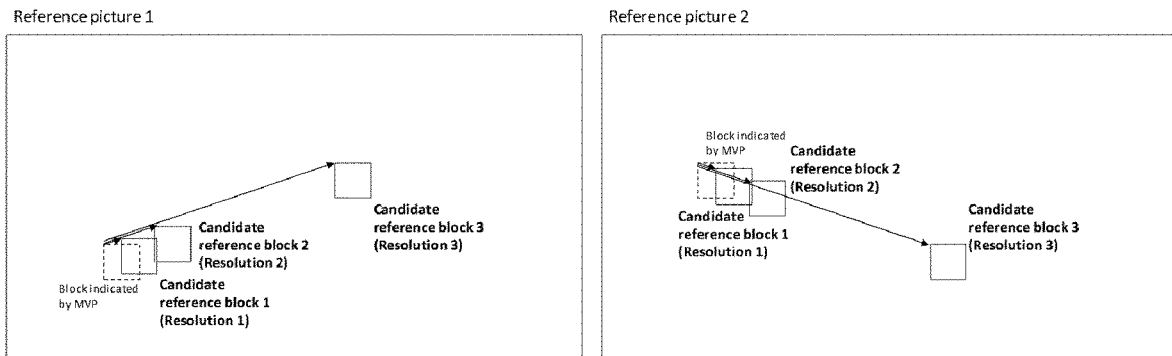 Reference picture 1
Candidate
reference block 3
(Resolution 3)
Candidate
reference block 2
(Resolution 2)
Block indicated
by MVP
Candidate
reference block 1
(Resolution 1)
Reference picture 2
Block indicated
by MVP
Candidate
reference block 2
(Resolution 2)
Candidate
reference block 1
(Resolution 1)
Candidate
reference block 3
(Resolution 3)